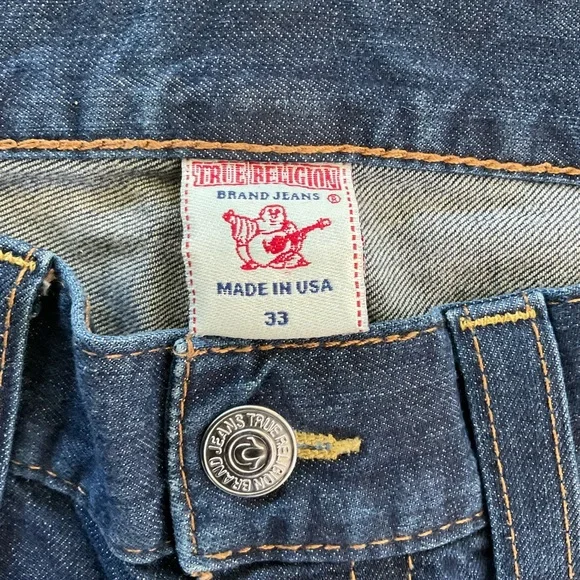 TRUE RELIGION
BRAND JEANS ®
MADE IN USA
33
TRUE RELIGION BRAND JEANS